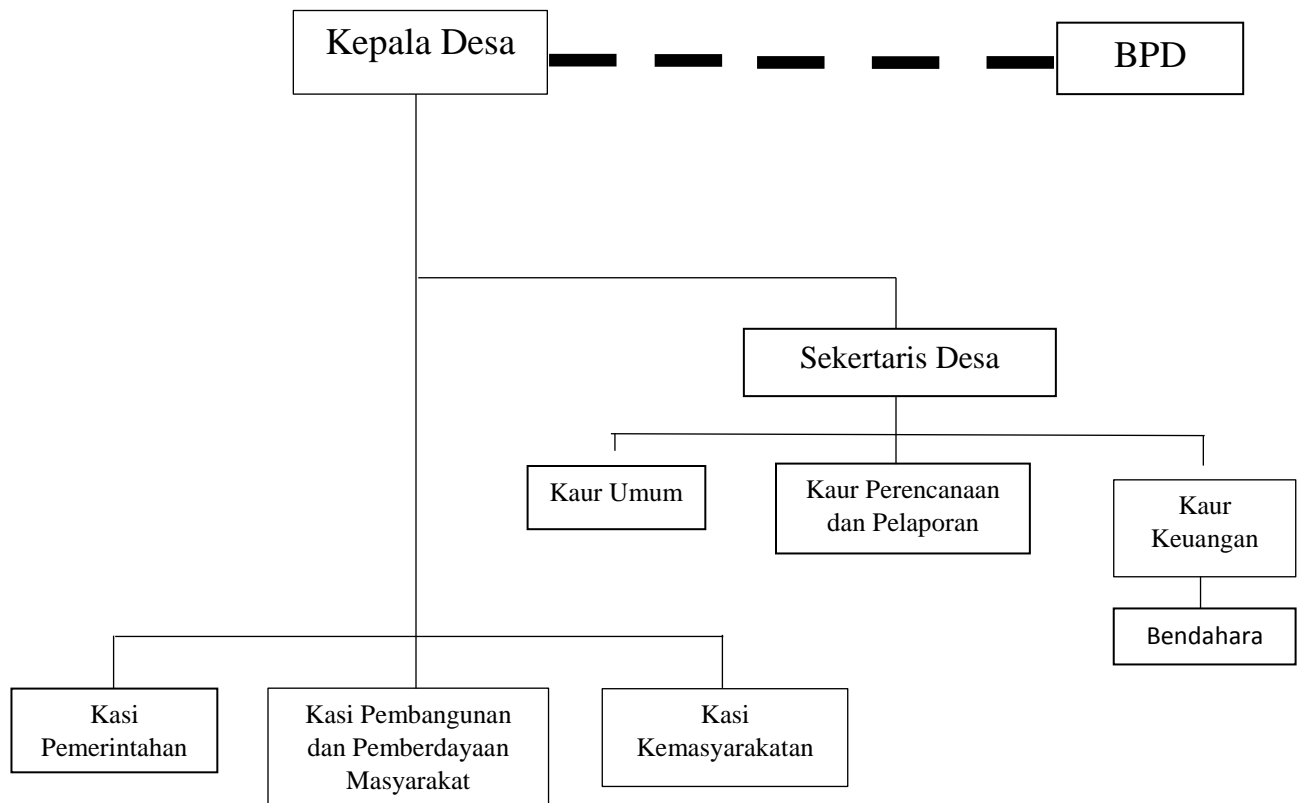 Kepala Desa
BPD
Sekertaris Desa
Kaur Umum
Kaur Perencanaan
dan Pelaporan
Kaur
Keuangan
Bendahara
Kasi
Pemerintahan
Kasi Pembangunan
dan Pemberdayaan
Masyarakat
Kasi
Kemasyarakatan